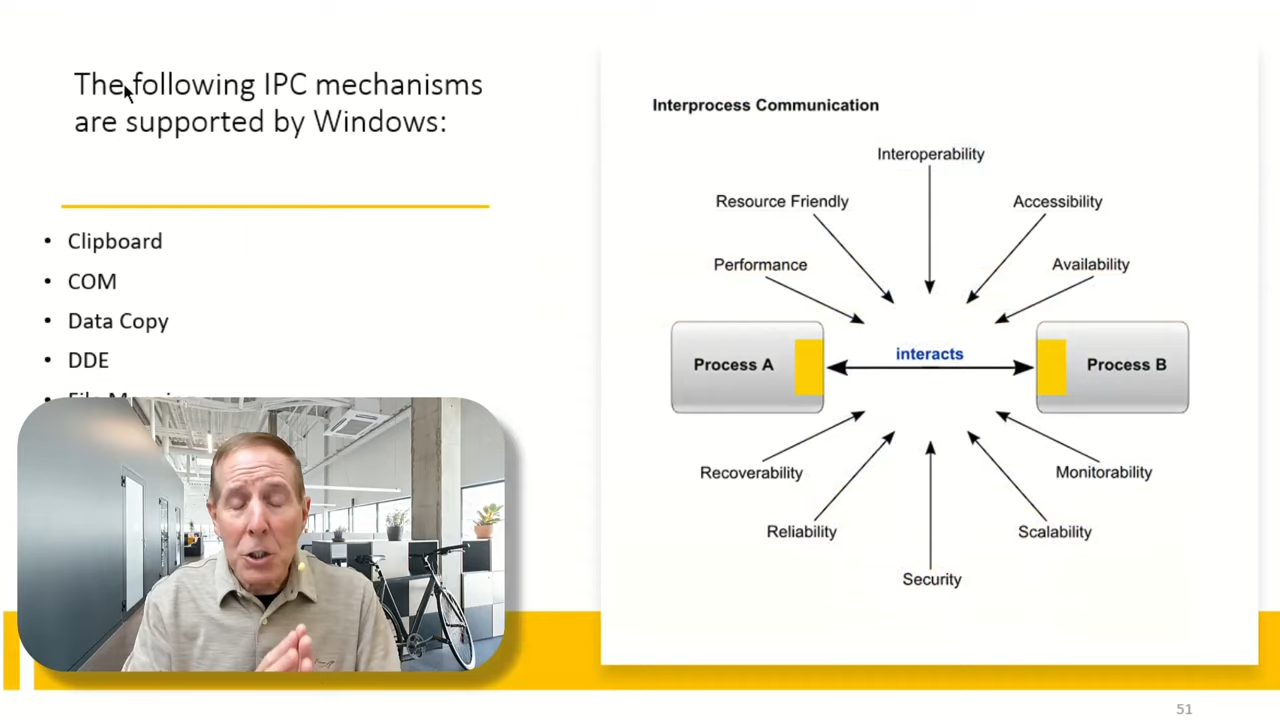 The following IPC mechanisms
are supported by Windows:
• Clipboard
• COM
• Data Copy
• DDE
Interprocess Communication
Interoperability
Resource Friendly
Accessibility
Performance
Availability
interacts
Process A
Process B
Recoverability
Monitorability
Reliability
Scalability
Security
51